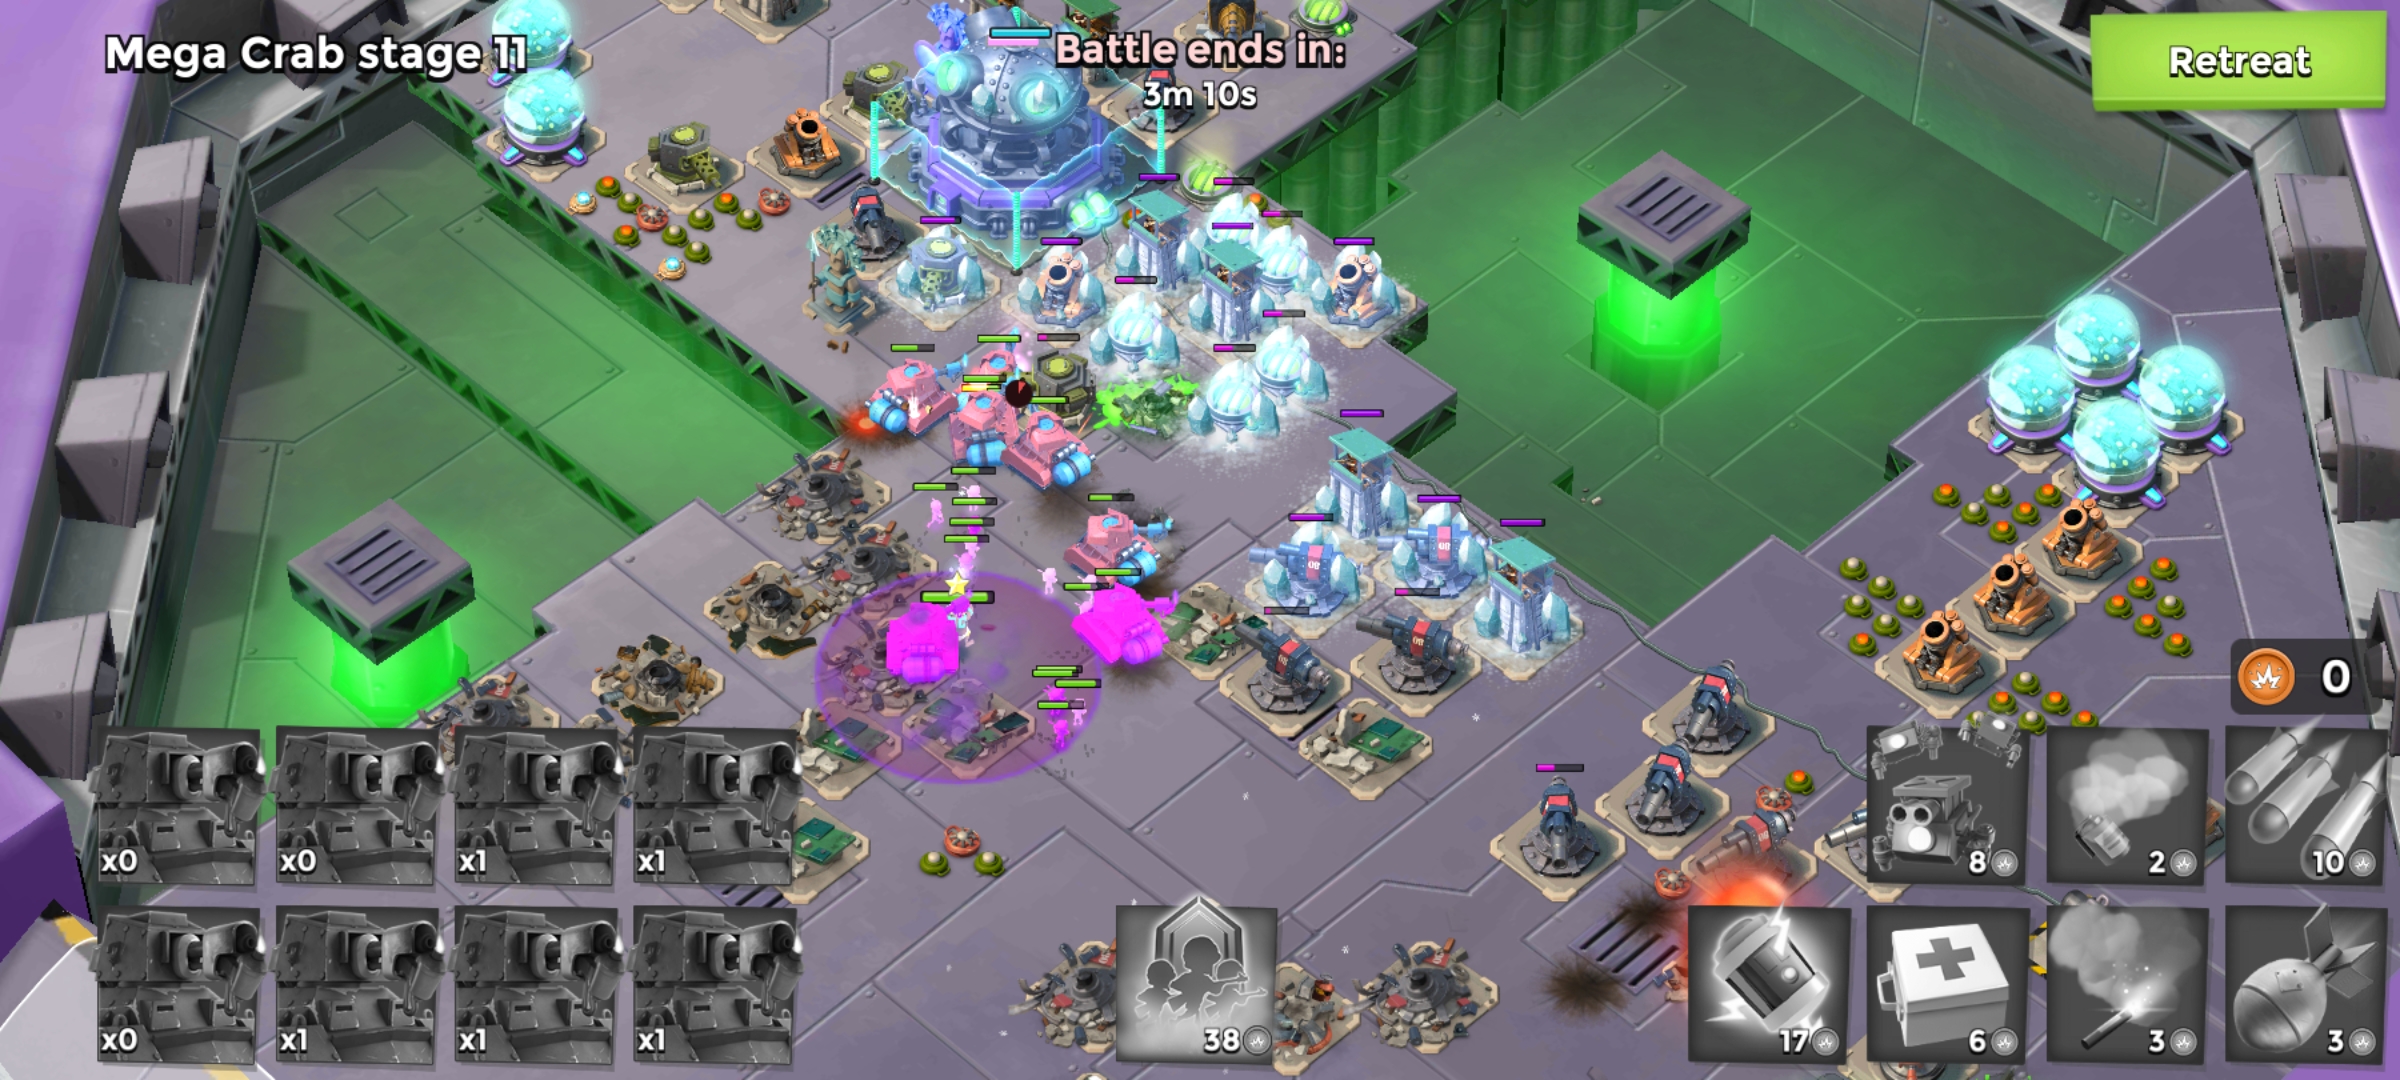 Mega Crab stage 11
Battle ends in:
3m 10s
Retreat
0
x0
x0
x1
x1
8
2
10
x0
x1
x1
x1
38
17
6
3
3